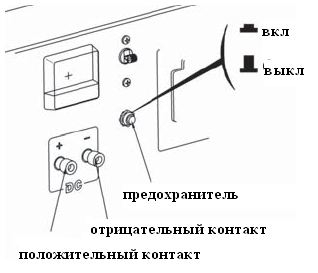 вкл
выкл
+ −
DC
предохранитель
отрицательный контакт
положительный контакт